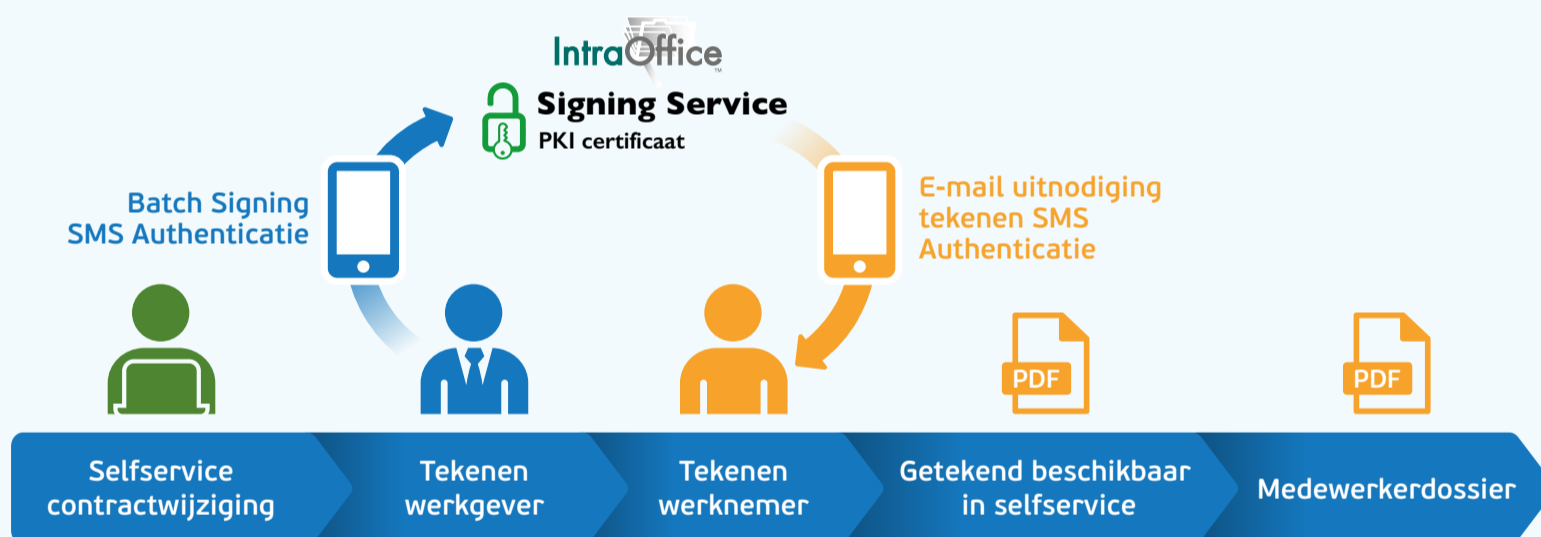 IntraOffice™
Signing Service
PKI certificaat
Batch Signing
SMS Authenticatie
E-mail uitnodiging
tekenen SMS
Authenticatie
PDF
PDF
Selfservice
contractwijziging
Tekenen
werkgever
Tekenen
werknemer
Getekend beschikbaar
in selfservice
Medewerkerdossier